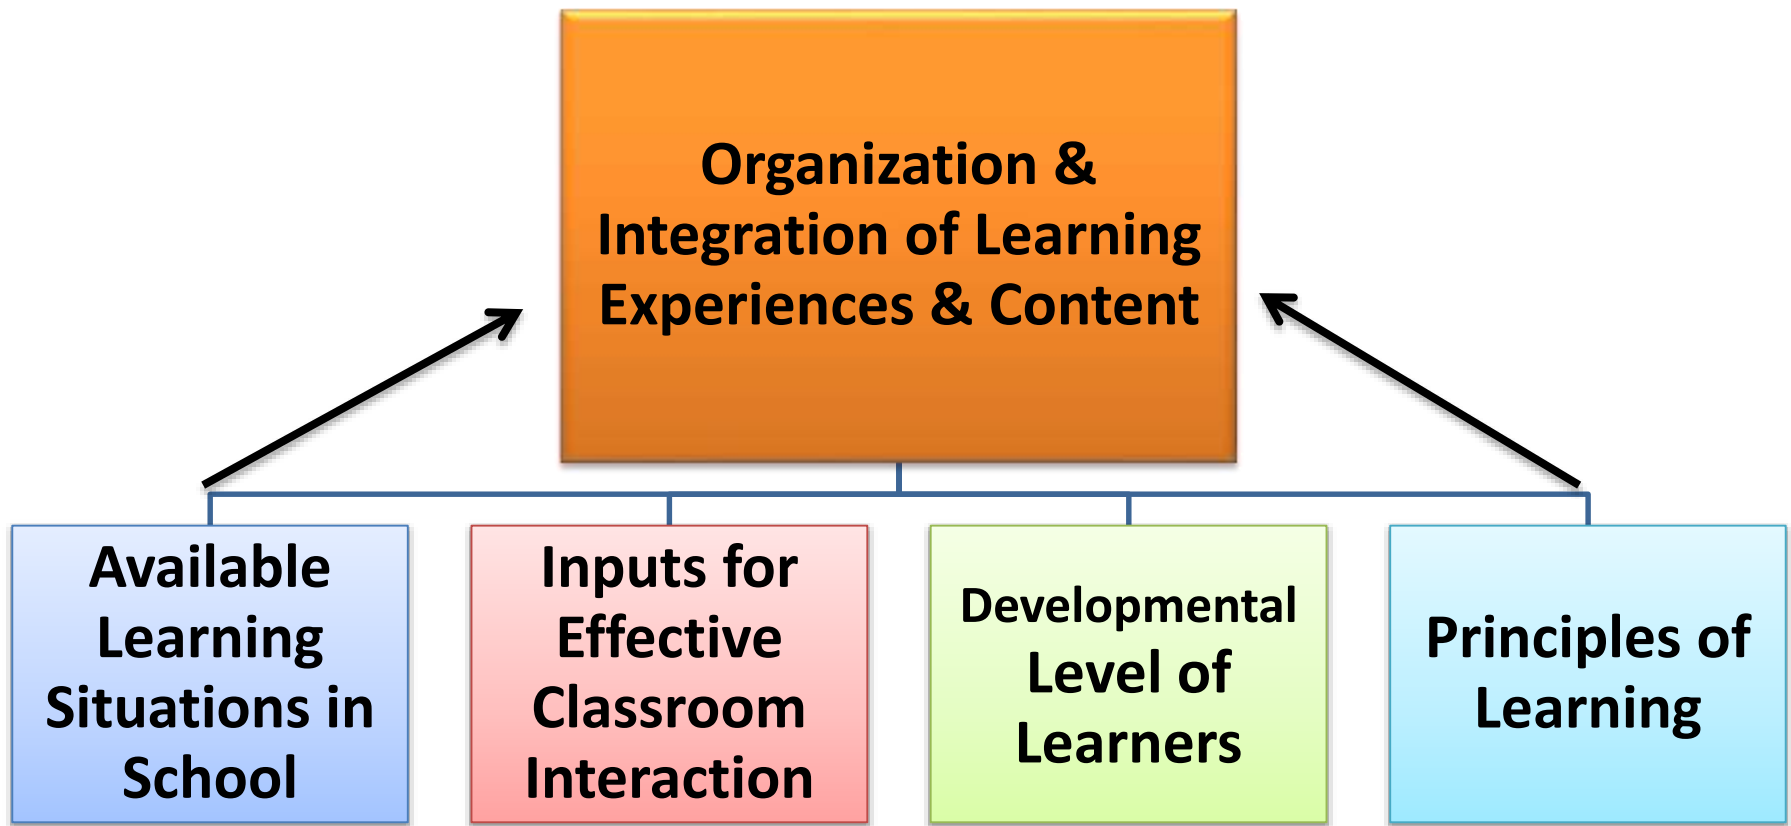 Organization &
Integration of Learning
Experiences & Content
Available
Learning
Situations in
School
Inputs for
Effective
Classroom
Interaction
Developmental
Level of
Learners
Principles of
Learning